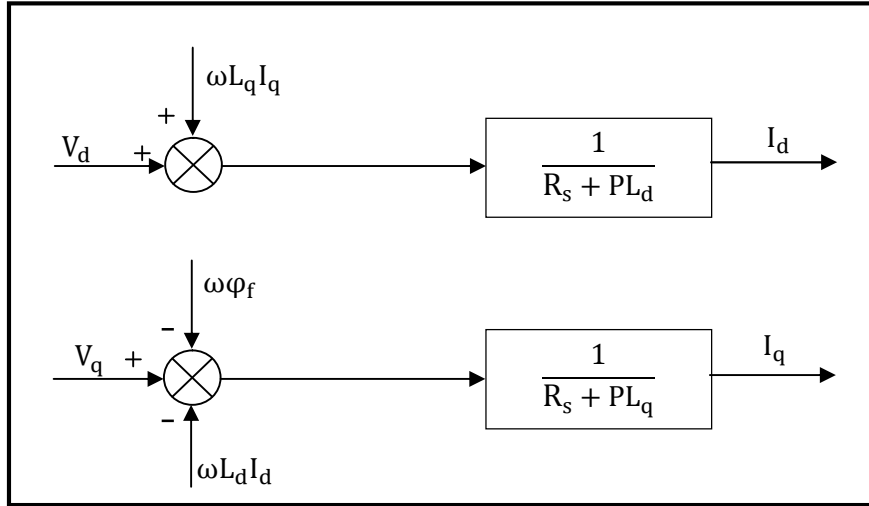 ωL_qI_q
+
V_d
+
1
R_s + PL_d
I_d
ωφ_f
−
V_q
+
1
R_s + PL_q
I_q
−
ωL_dI_d